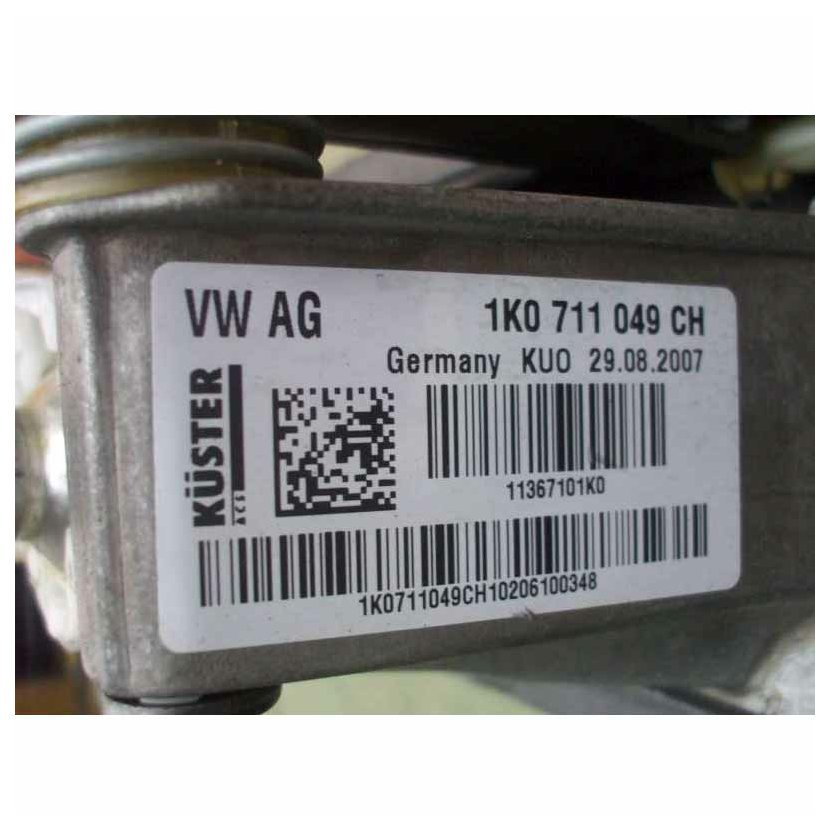 VW AG 1K0 711 049 CH
Germany KUO 29.08.2007
KÜSTER
ACS
11367101K0
1K0711049CH10206100348